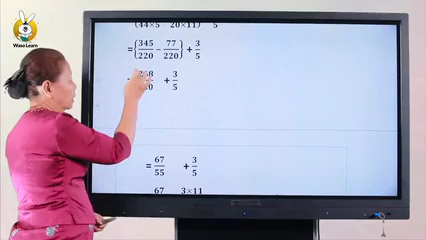 Wase Learn
(44×5 20×11) 5
={345/220 − 77/220} + 3/5
+ 3/5
= 67/55 + 3/5
67 3×11